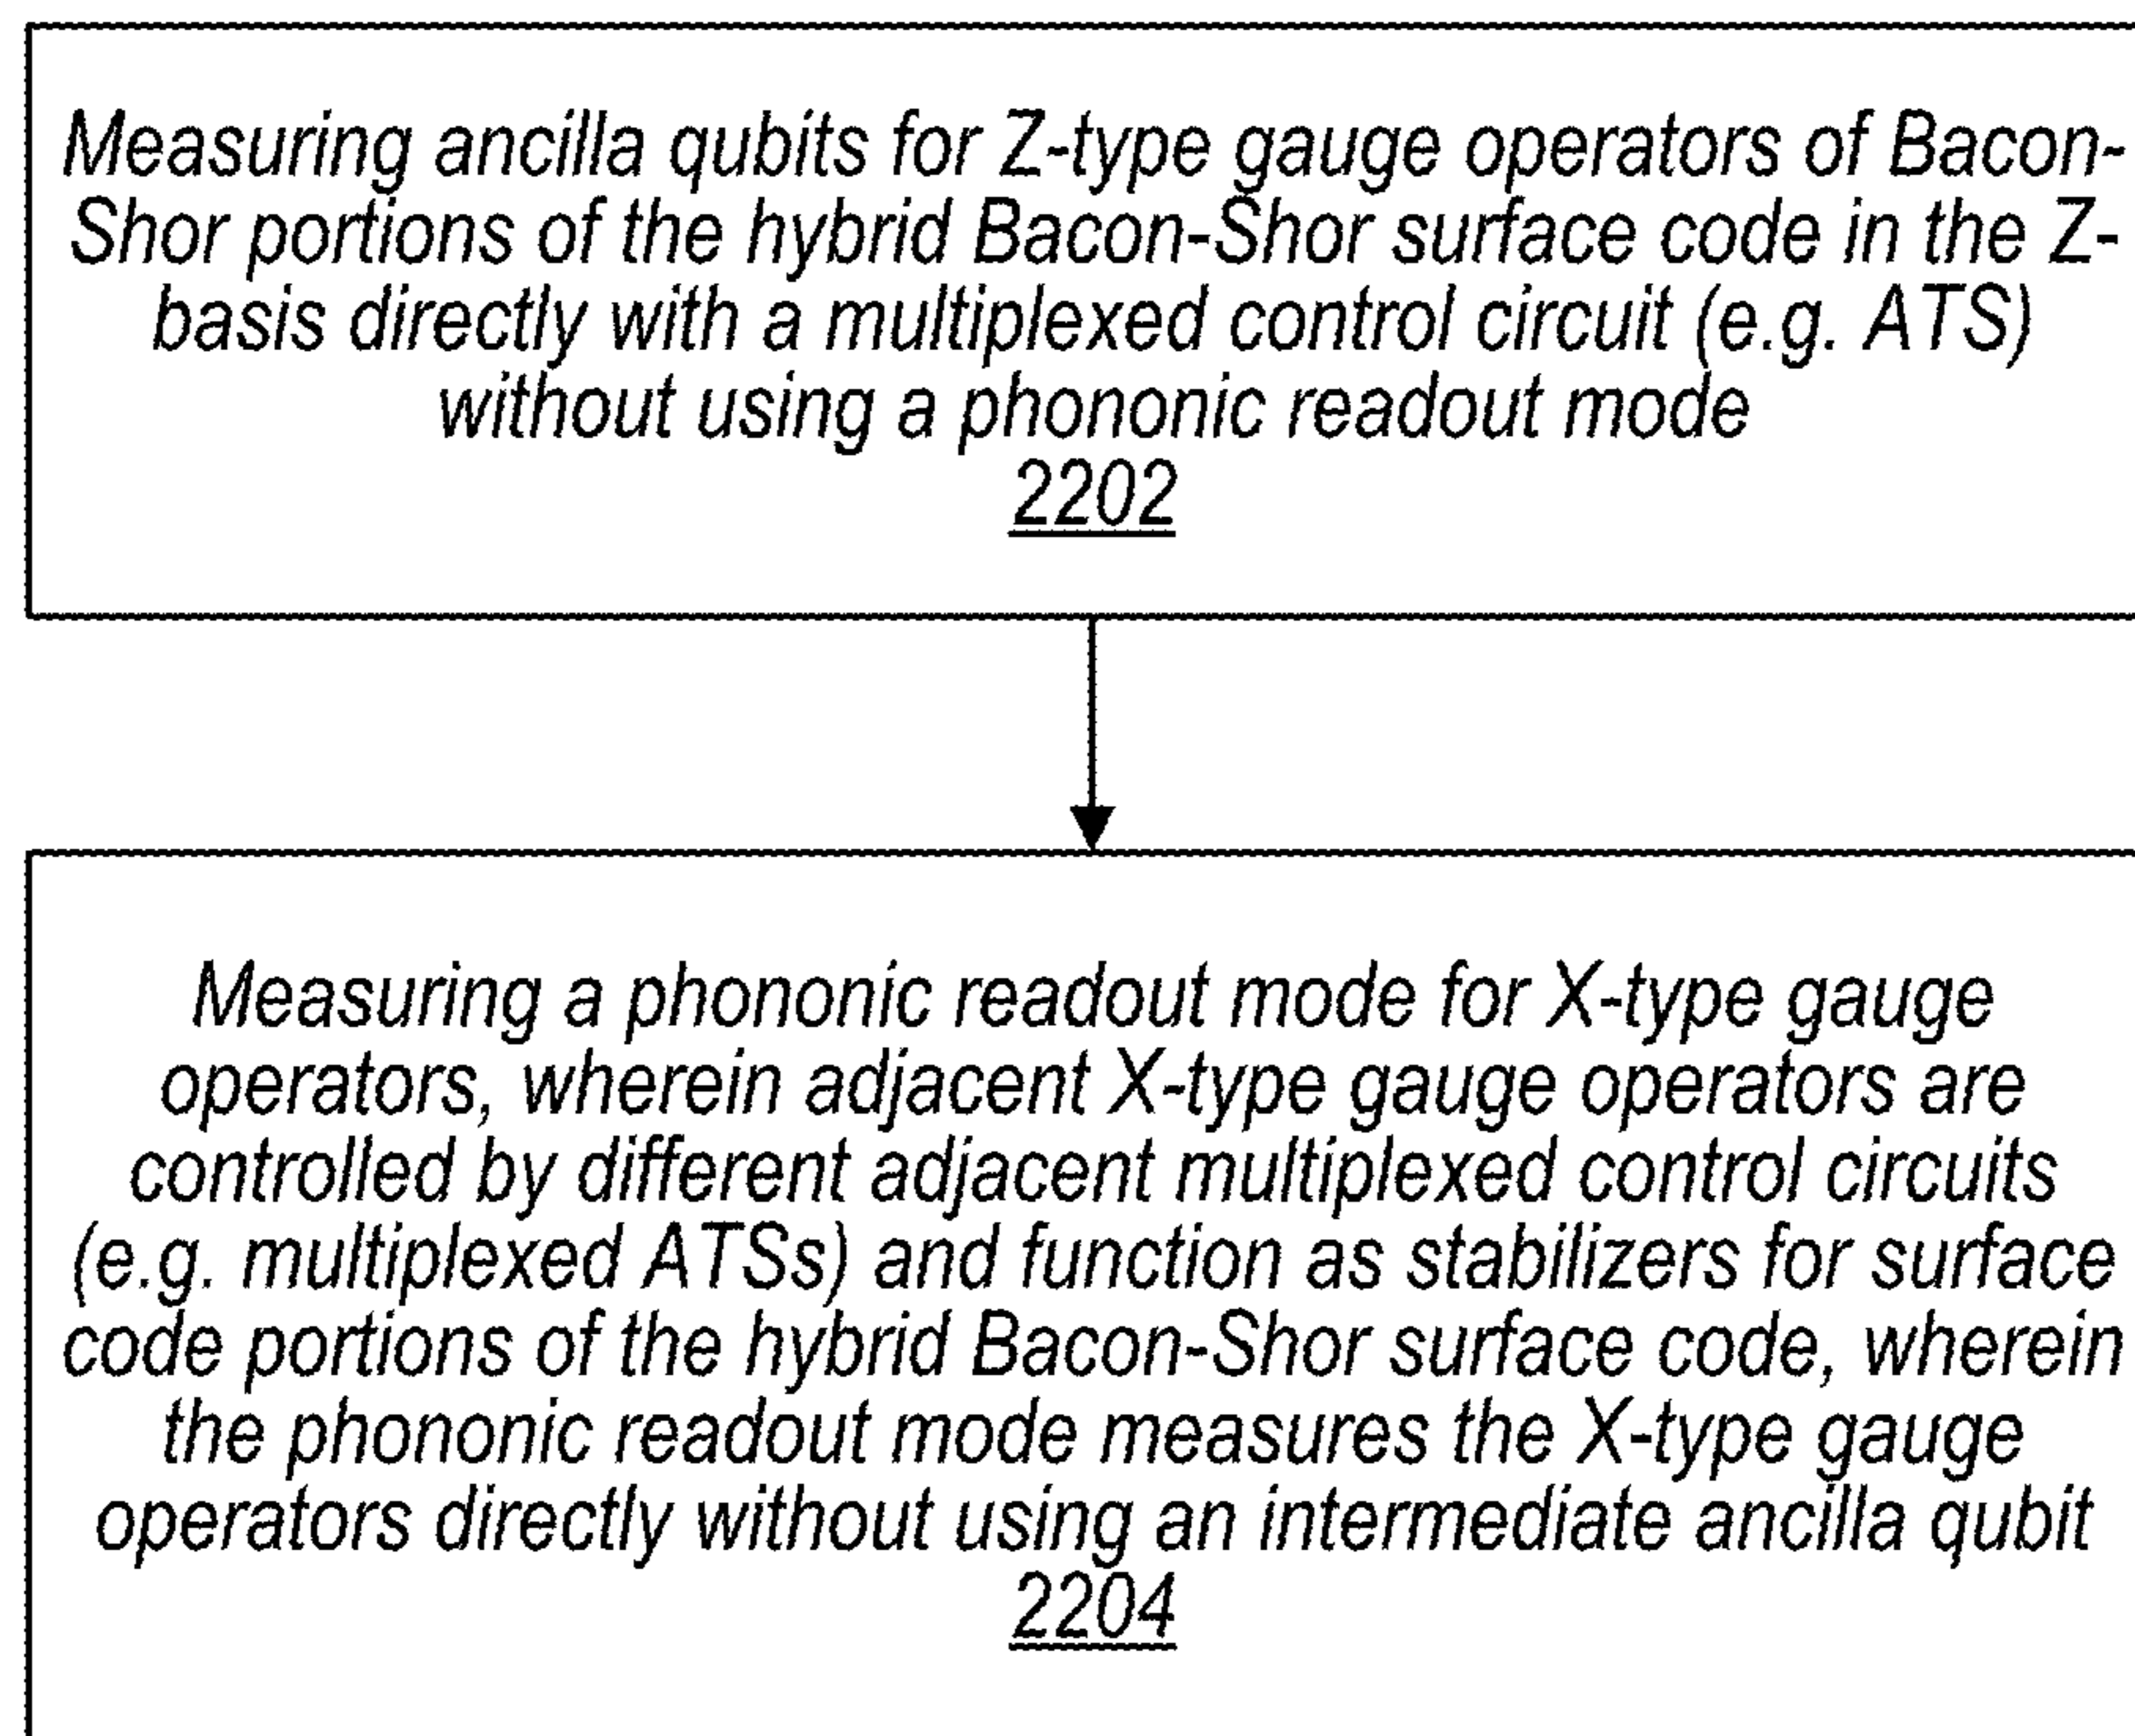 Measuring ancilla qubits for Z-type gauge operators of Bacon-
Shor portions of the hybrid Bacon-Shor surface code in the Z-
basis directly with a multiplexed control circuit (e.g. ATS)
without using a phononic readout mode
2202
Measuring a phononic readout mode for X-type gauge
operators, wherein adjacent X-type gauge operators are
controlled by different adjacent multiplexed control circuits
(e.g. multiplexed ATSs) and function as stabilizers for surface
code portions of the hybrid Bacon-Shor surface code, wherein
the phononic readout mode measures the X-type gauge
operators directly without using an intermediate ancilla qubit
2204